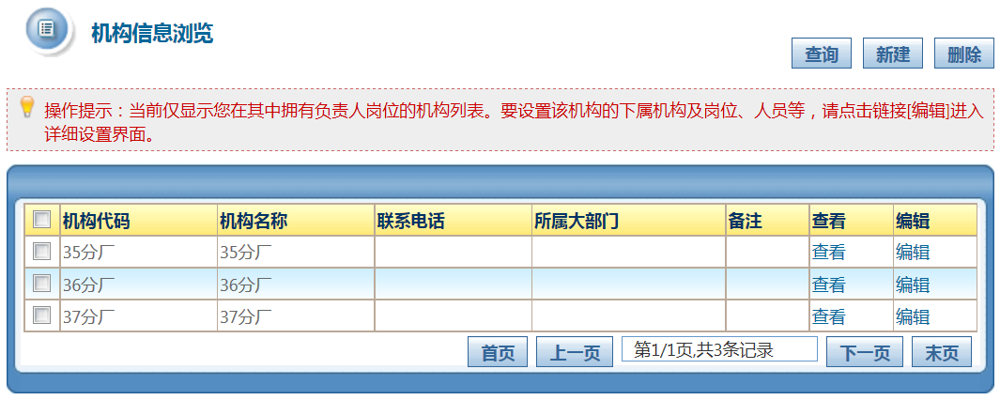 机构信息浏览
查询 新建 删除
操作提示：当前仅显示您在其中拥有负责人岗位的机构列表。要设置该机构的下属机构及岗位、人员等，请点击链接[编辑]进入
详细设置界面。
机构代码 机构名称 联系电话 所属大部门 备注 查看 编辑
35分厂 35分厂 查看 编辑
36分厂 36分厂 查看 编辑
37分厂 37分厂 查看 编辑
首页 上一页 第1/1页,共3条记录 下一页 末页